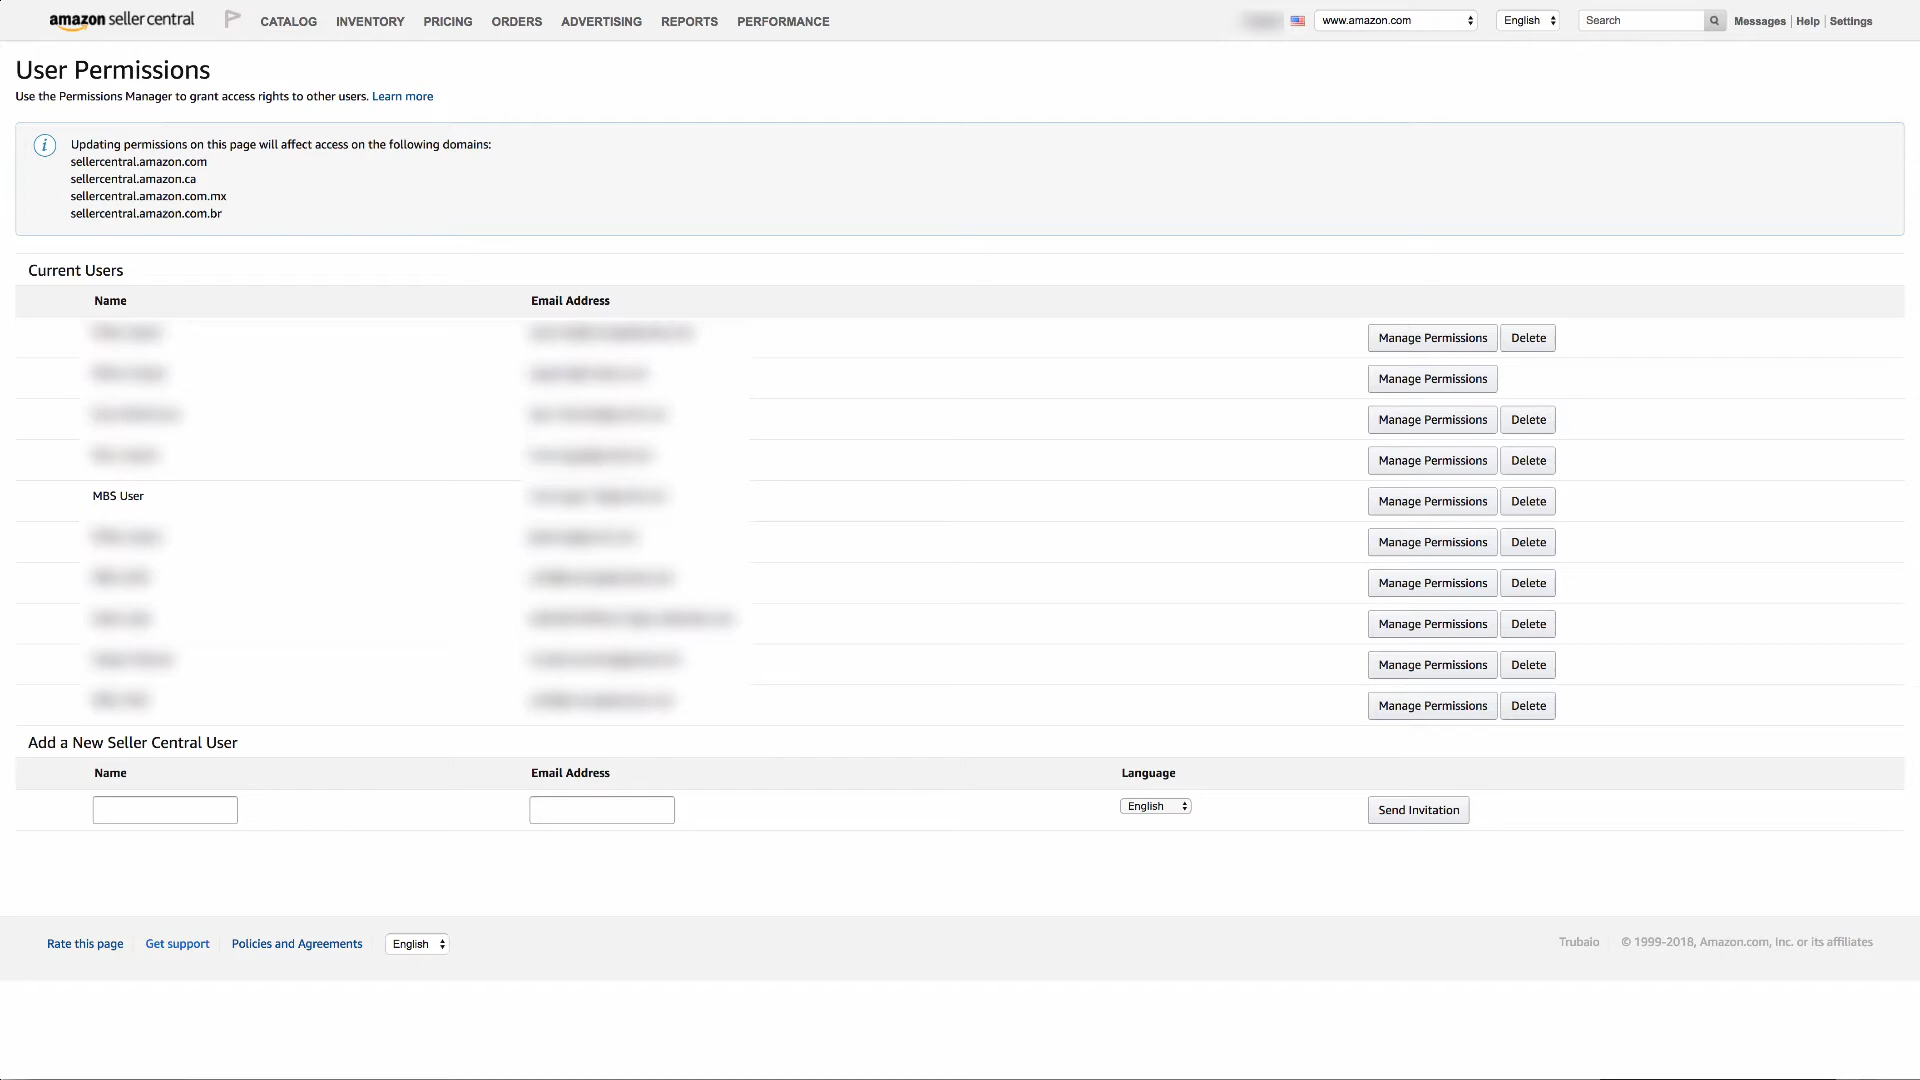 amazon seller central CATALOG INVENTORY PRICING ORDERS ADVERTISING REPORTS PERFORMANCE www.amazon.com English Search Messages Help Settings
User Permissions
Use the Permissions Manager to grant access rights to other users. Learn more
i Updating permissions on this page will affect access on the following domains:
sellercentral.amazon.com
sellercentral.amazon.ca
sellercentral.amazon.com.mx
sellercentral.amazon.com.br
Current Users
Name Email Address
Manage Permissions Delete
Manage Permissions
Manage Permissions Delete
Manage Permissions Delete
MBS User Manage Permissions Delete
Manage Permissions Delete
Manage Permissions Delete
Manage Permissions Delete
Manage Permissions Delete
Manage Permissions Delete
Add a New Seller Central User
Name Email Address Language
English Send Invitation
Rate this page Get support Policies and Agreements English Trubaio © 1999-2018, Amazon.com, Inc. or its affiliates